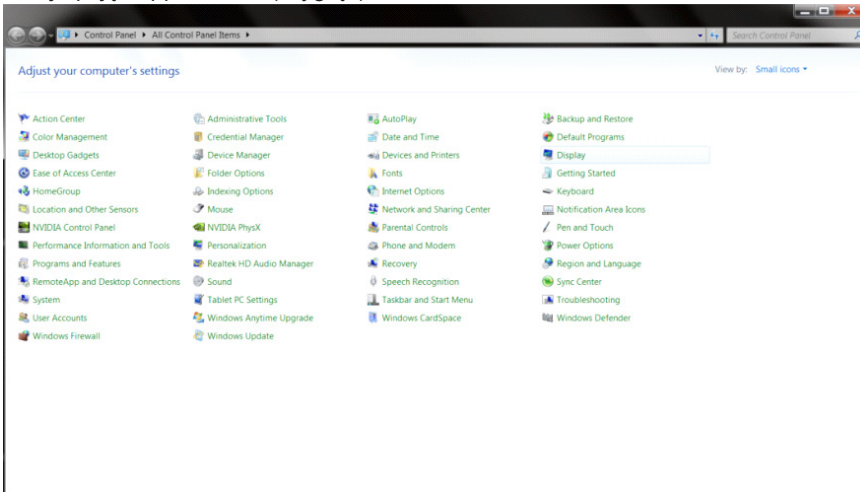 Control Panel All Control Panel Items
Search Control Panel
Adjust your computer's settings
View by: Small icons
Action Center Administrative Tools AutoPlay Backup and Restore
Color Management Credential Manager Date and Time Default Programs
Desktop Gadgets Device Manager Devices and Printers Display
Ease of Access Center Folder Options Fonts Getting Started
HomeGroup Indexing Options Internet Options Keyboard
Location and Other Sensors Mouse Network and Sharing Center Notification Area Icons
NVIDIA Control Panel NVIDIA PhysX Parental Controls Pen and Touch
Performance Information and Tools Personalization Phone and Modem Power Options
Programs and Features Realtek HD Audio Manager Recovery Region and Language
RemoteApp and Desktop Connections Sound Speech Recognition Sync Center
System Tablet PC Settings Taskbar and Start Menu Troubleshooting
User Accounts Windows Anytime Upgrade Windows CardSpace Windows Defender
Windows Firewall Windows Update